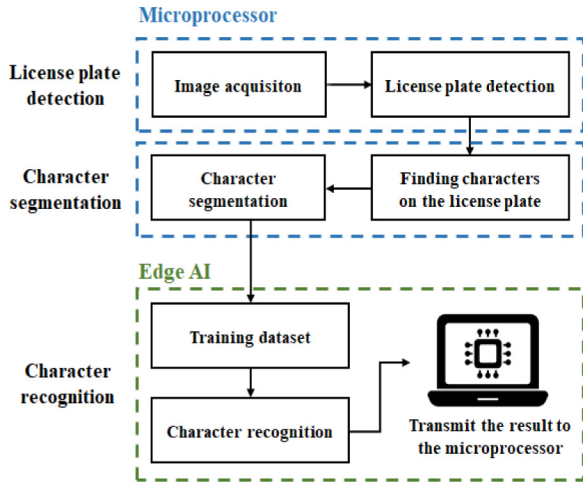 Microprocessor
License plate
detection
Image acquisiton
License plate detection
Character
segmentation
Character
segmentation
Finding characters
on the license plate
Edge AI
Character
recognition
Training dataset
Character recognition
Transmit the result to
the microprocessor